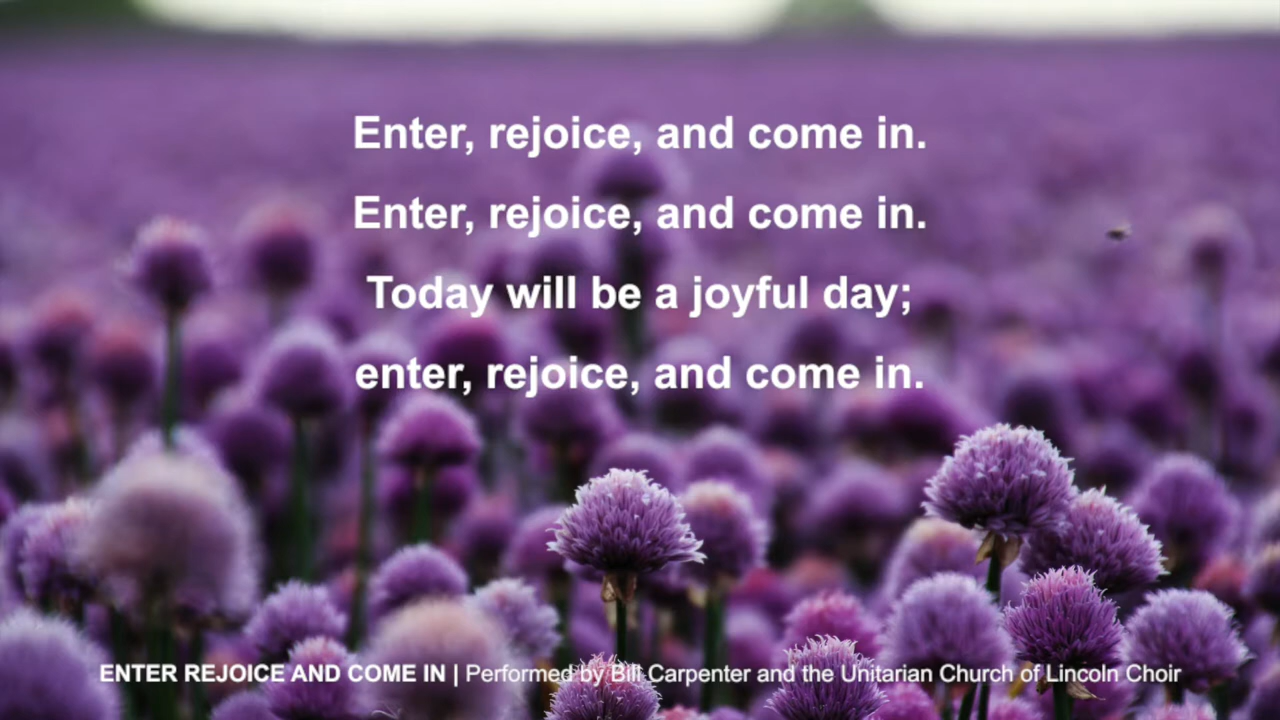 Enter, rejoice, and come in.
Enter, rejoice, and come in.
Today will be a joyful day;
enter, rejoice, and come in.
ENTER REJOICE AND COME IN | Performed by Bill Carpenter and the Unitarian Church of Lincoln Choir